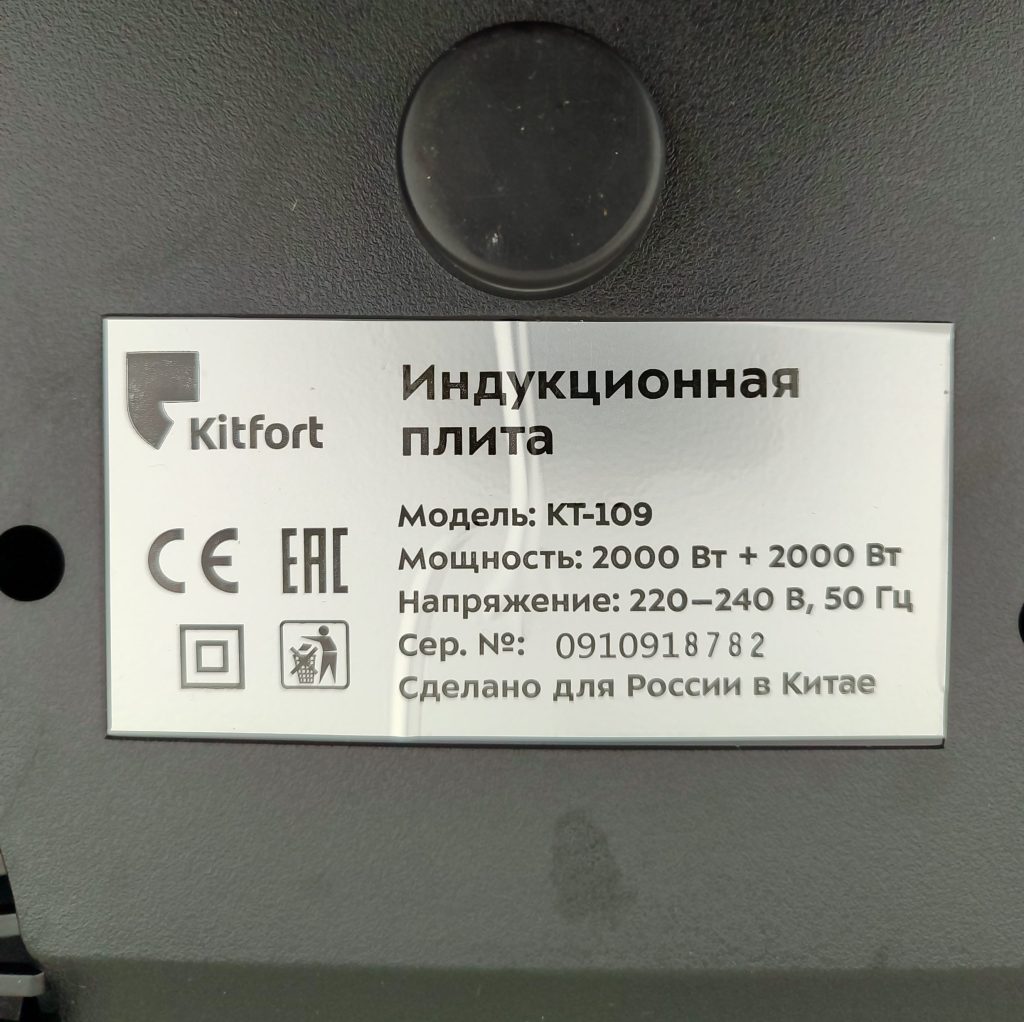 Kitfort
Индукционная
плита
Модель: КТ-109
Мощность: 2000 Вт + 2000 Вт
Напряжение: 220–240 В, 50 Гц
Сер. №: 0910918782
Сделано для России в Китае
CE EAC